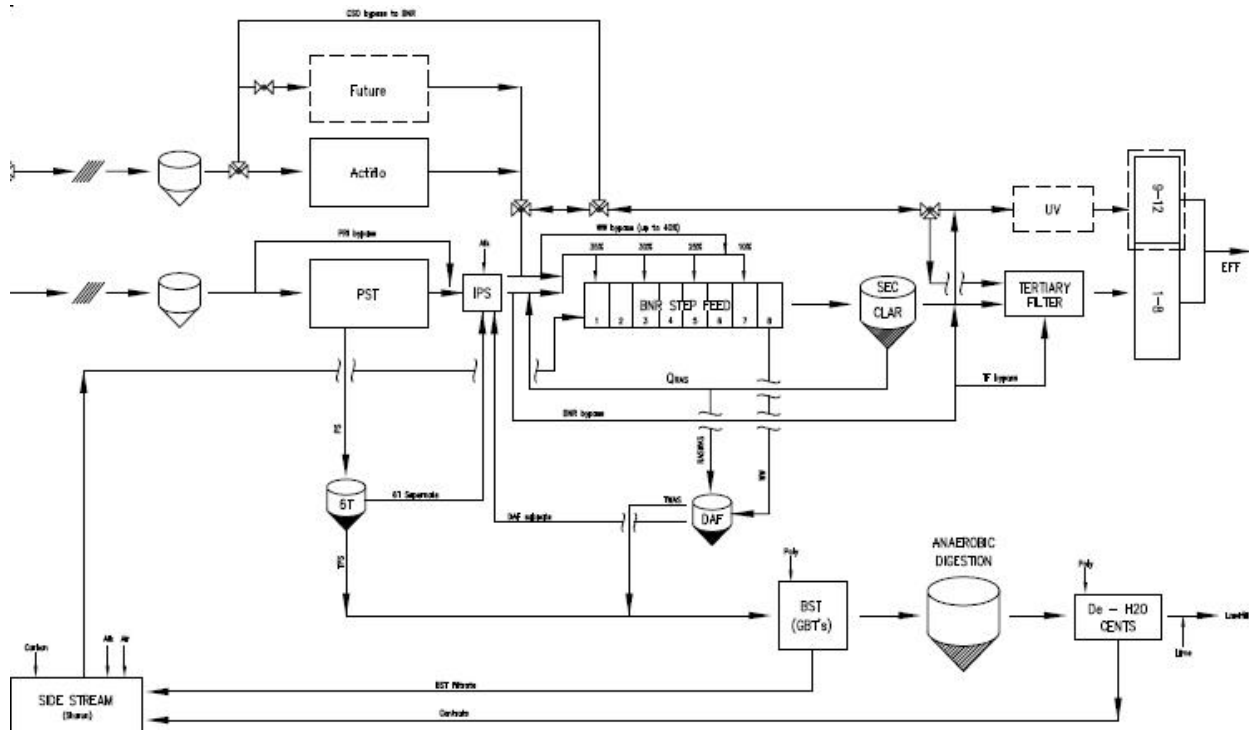 CSO bypass to BNR
Future
Actiflo
PRI bypass
PST
Alk
IPS
WW bypass (up to 40%)
35%
30%
25%
10%
BNR STEP FEED
1 2 3 4 5 6 7 8
SEC
CLAR
UV
9-12
1-8
TERTIARY
FILTER
EFF
QRAS
TF bypass
BNR bypass
PS
GT
GT Supernate
TPS
DAF subnate
TWAS
DAF
Poly
BST
(GBT's)
ANAEROBIC
DIGESTION
Poly
De - H2O
CENTS
Landfill
Lime
Carbon
Alk
Air
SIDE STREAM
(Sharon)
BST Filtrate
Centrate